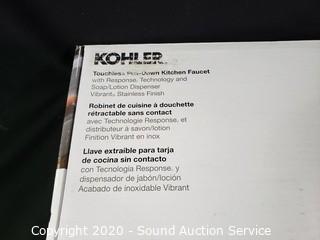 KOHLER
Touchless Pull-Down Kitchen Faucet
with Response. Technology and
Soap/Lotion Dispenser
Vibrant. Stainless Finish
Robinet de cuisine à douchette
rétractable sans contact
avec Technologie Response. et
distributeur à savon/lotion
Finition Vibrant en inox
Llave extraíble para tarja
de cocina sin contacto
con Tecnología Response. y
dispensador de jabón/loción
Acabado de inoxidable Vibrant
Copyright 2020 - Sound Auction Service